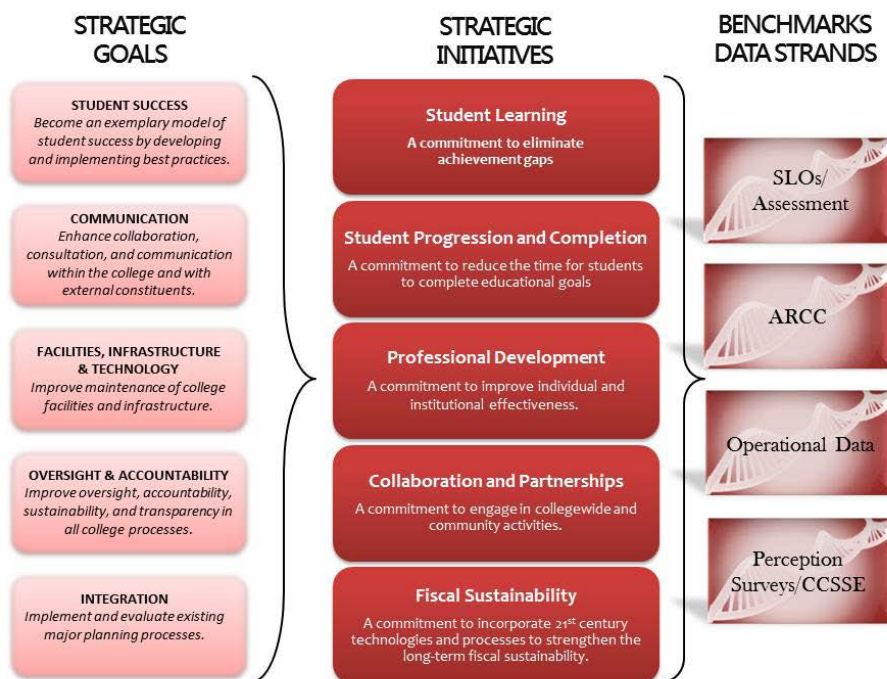 STRATEGIC
GOALS
STUDENT SUCCESS
Become an exemplary model of
student success by developing
and implementing best practices.
COMMUNICATION
Enhance collaboration,
consultation, and communication
within the college and with
external constituents.
FACILITIES, INFRASTRUCTURE
& TECHNOLOGY
Improve maintenance of college
facilities and infrastructure.
OVERSIGHT & ACCOUNTABILITY
Improve oversight, accountability,
sustainability, and transparency in
all college processes.
INTEGRATION
Implement and evaluate existing
major planning processes.
STRATEGIC
INITIATIVES
Student Learning
A commitment to eliminate
achievement gaps
Student Progression and Completion
A commitment to reduce the time for students
to complete educational goals
Professional Development
A commitment to improve individual and
institutional effectiveness.
Collaboration and Partnerships
A commitment to engage in collegewide and
community activities.
Fiscal Sustainability
A commitment to incorporate 21st century
technologies and processes to strengthen the
long-term fiscal sustainability.
BENCHMARKS
DATA STRANDS
SLOs/
Assessment
ARCC
Operational Data
Perception
Surveys/CCSSE